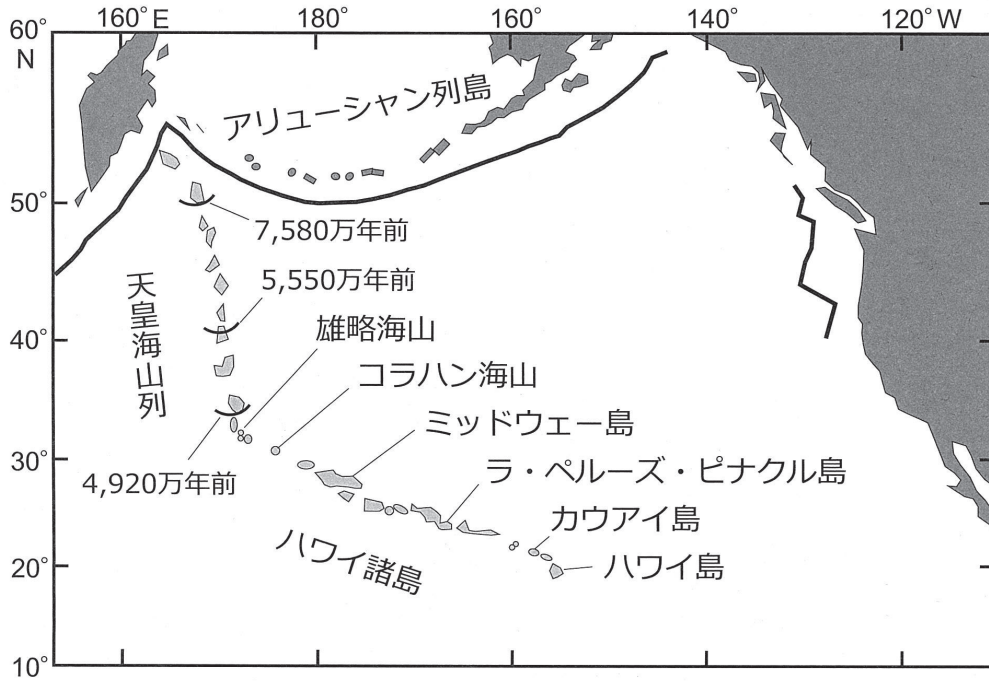 160° E
180°
160°
140°
120° W
60°
N
アリューシャン列島
50°
7,580万年前
5,550万年前
天皇海山列
雄略海山
40°
コラハン海山
ミッドウェー島
30°
4,920万年前
ラ・ペルーズ・ピナクル島
カウアイ島
ハワイ諸島
ハワイ島
20°
10°